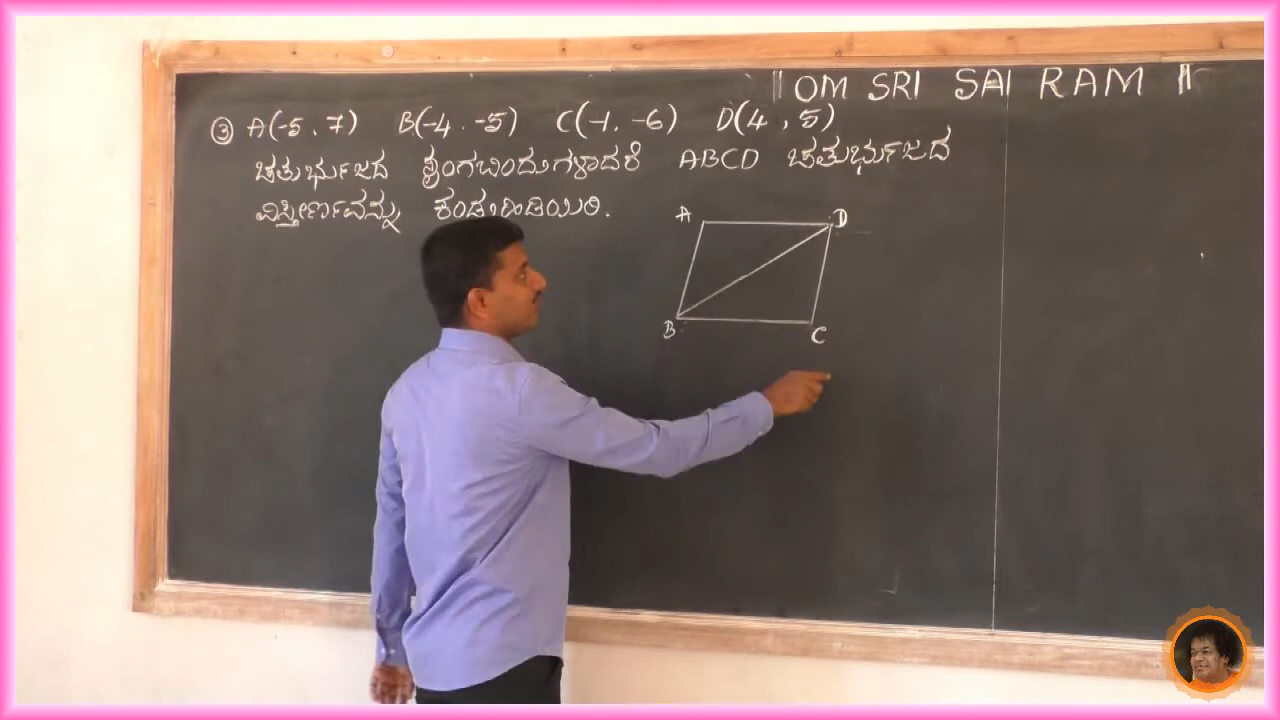 || OM SRI SAI RAM ||
③ A(-5, 7) B(-4, -5) C(-1, -6) D(4, 5)
ಚತುರ್ಭುಜದ ಶೃಂಗಬಿಂದುಗಳಾದರೆ ABCD ಚತುರ್ಭುಜದ
ವಿಸ್ತೀರ್ಣವನ್ನು ಕಂಡುಹಿಡಿಯಿರಿ.
A D
B C